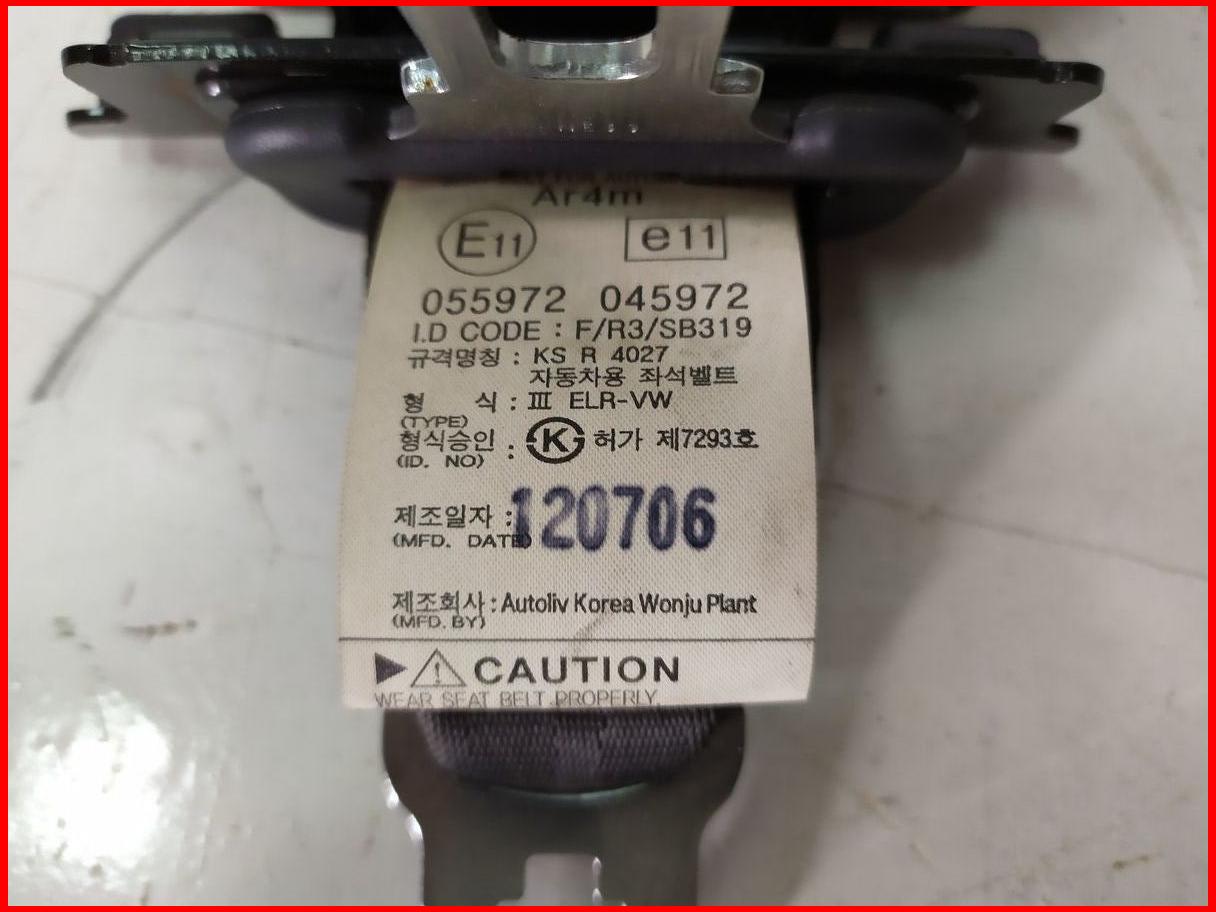 Ar4m
E11 e11
055972 045972
I.D CODE : F/R3/SB319
규격명칭 : KS R 4027
자동차용 좌석벨트
형 식 : III ELR-VW
(TYPE)
형식승인 : K 허가 제7293호
(ID. NO)
제조일자 : 120706
(MFD. DATE)
제조회사 : Autoliv Korea Wonju Plant
(MFD. BY)
CAUTION
WEAR SEAT BELT PROPERLY.